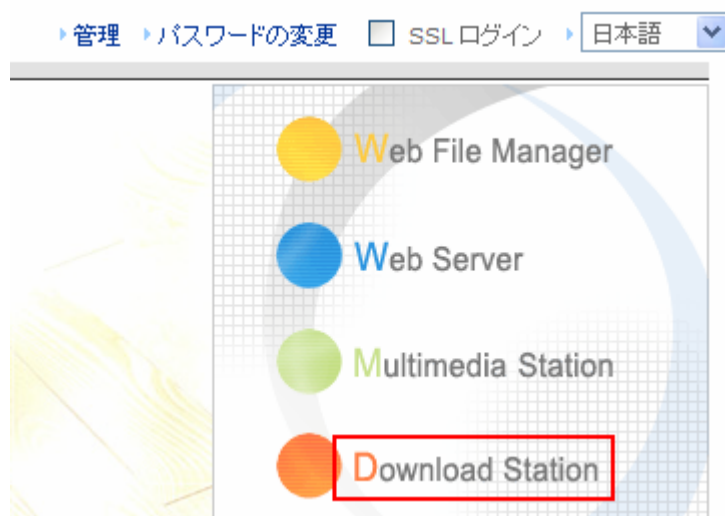 管理 パスワードの変更 SSL ログイン 日本語
Web File Manager
Web Server
Multimedia Station
Download Station